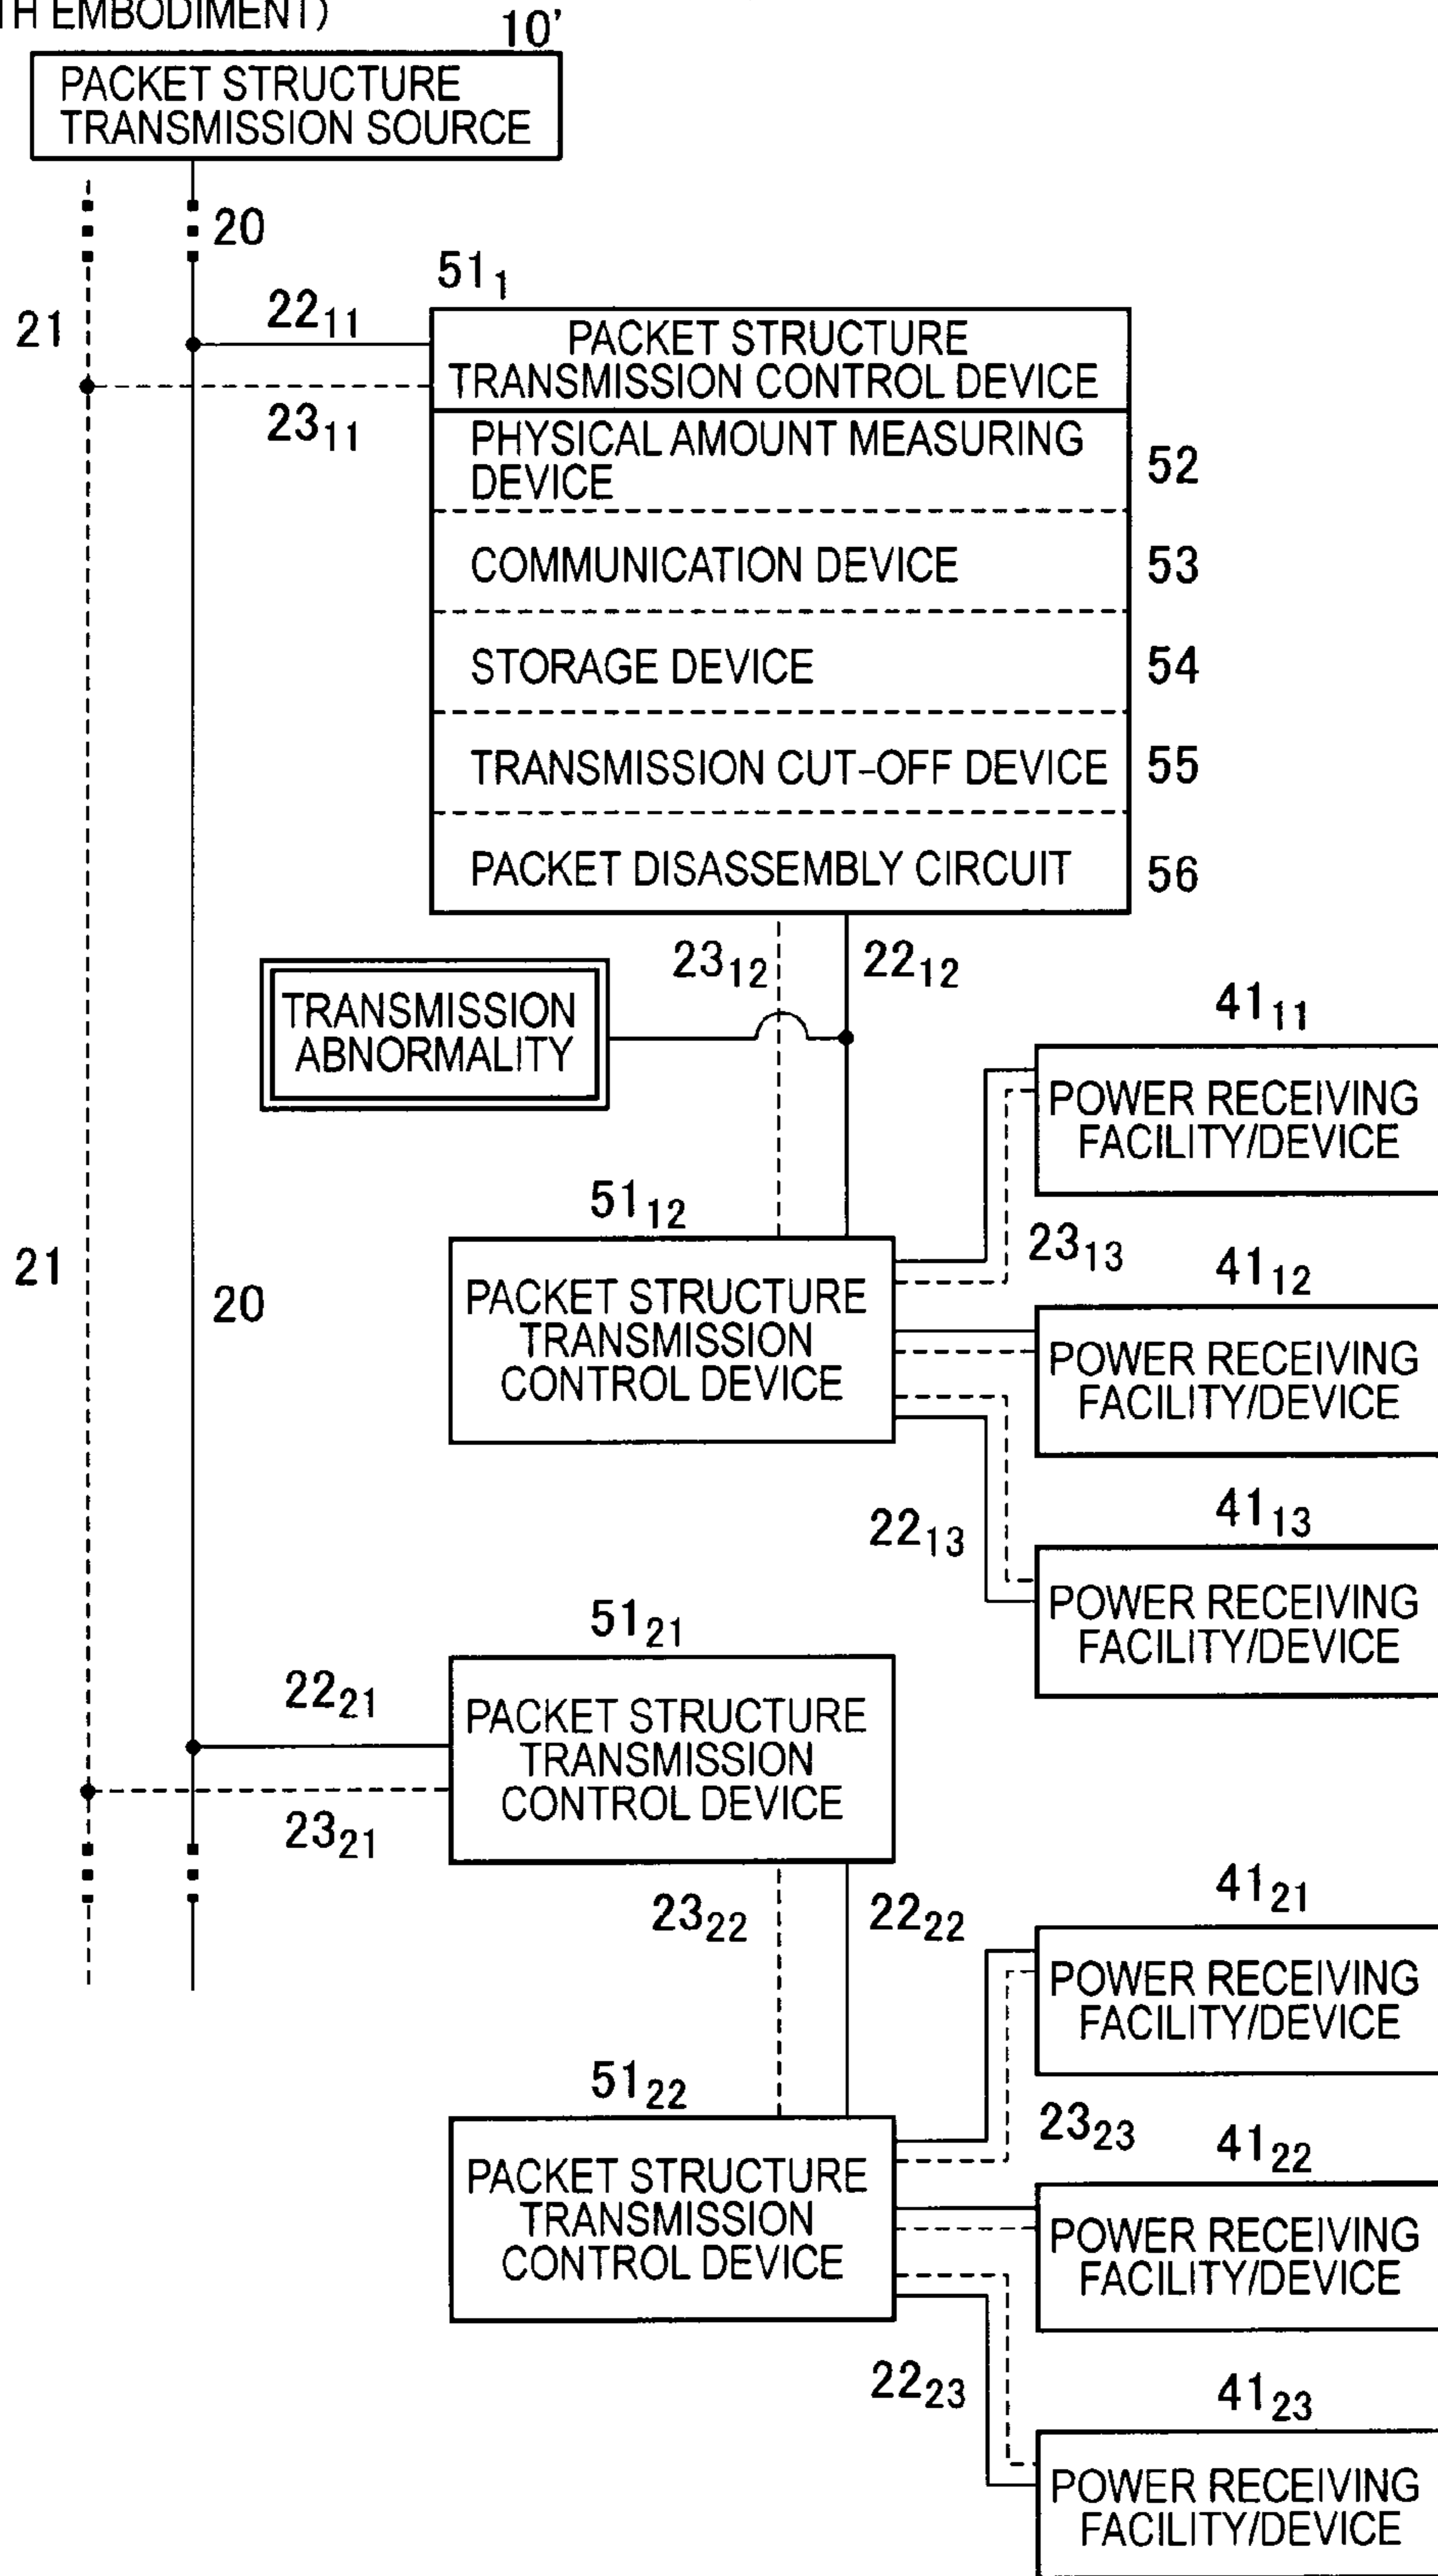 TH EMBODIMENT)
10'
PACKET STRUCTURE
TRANSMISSION SOURCE
20
51₁
21
22₁₁
PACKET STRUCTURE
TRANSMISSION CONTROL DEVICE
23₁₁
PHYSICAL AMOUNT MEASURING
DEVICE
52
COMMUNICATION DEVICE
53
STORAGE DEVICE
54
TRANSMISSION CUT-OFF DEVICE
55
PACKET DISASSEMBLY CIRCUIT
56
23₁₂
22₁₂
TRANSMISSION
ABNORMALITY
41₁₁
POWER RECEIVING
FACILITY/DEVICE
51₁₂
23₁₃
21
20
41₁₂
PACKET STRUCTURE
TRANSMISSION
CONTROL DEVICE
POWER RECEIVING
FACILITY/DEVICE
22₁₃
41₁₃
POWER RECEIVING
FACILITY/DEVICE
51₂₁
22₂₁
PACKET STRUCTURE
TRANSMISSION
CONTROL DEVICE
23₂₁
23₂₂
22₂₂
41₂₁
POWER RECEIVING
FACILITY/DEVICE
51₂₂
23₂₃
41₂₂
PACKET STRUCTURE
TRANSMISSION
CONTROL DEVICE
POWER RECEIVING
FACILITY/DEVICE
22₂₃
41₂₃
POWER RECEIVING
FACILITY/DEVICE